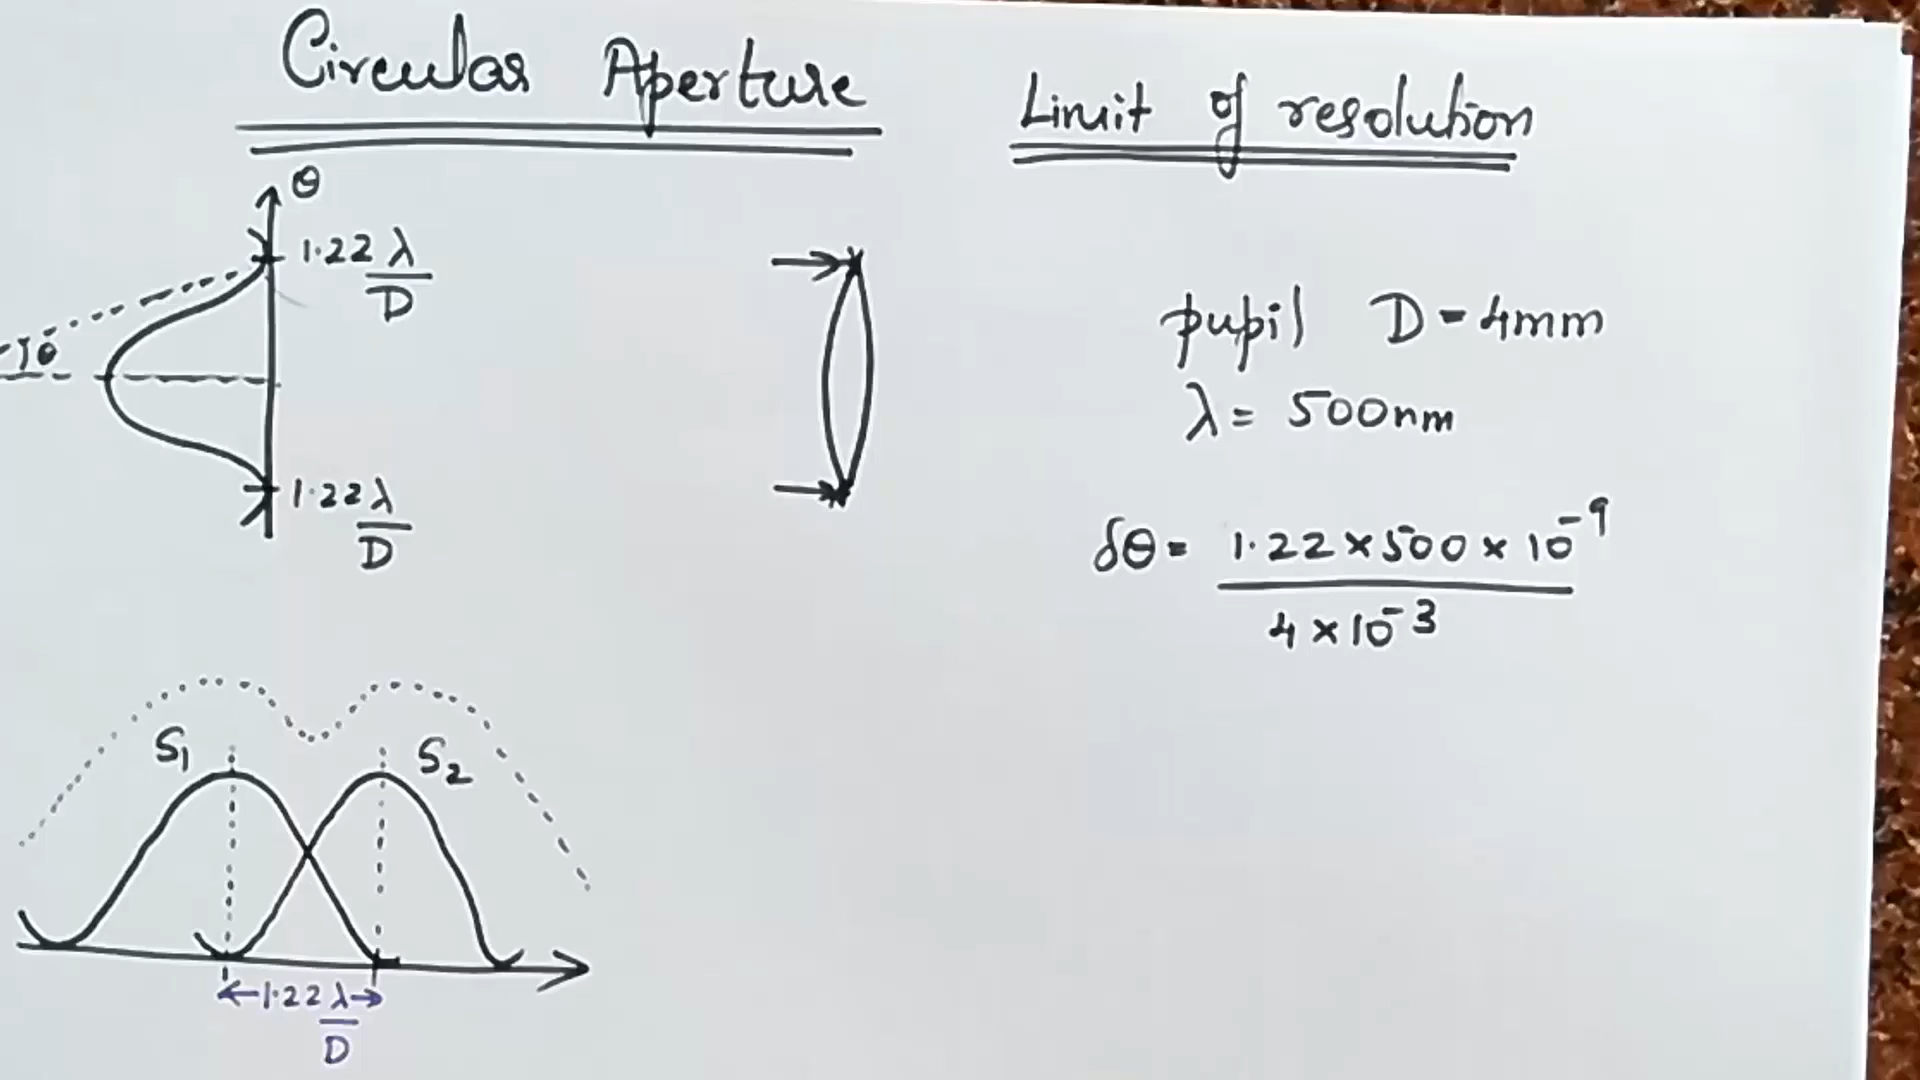 Circular Aperture
Limit of resolution
θ
1.22 λ
D
θ
1.22 λ
D
pupil D = 4mm
λ = 500nm
δθ = 1.22 × 500 × 10⁻⁹
4 × 10⁻³
S₁
S₂
1.22 λ
D